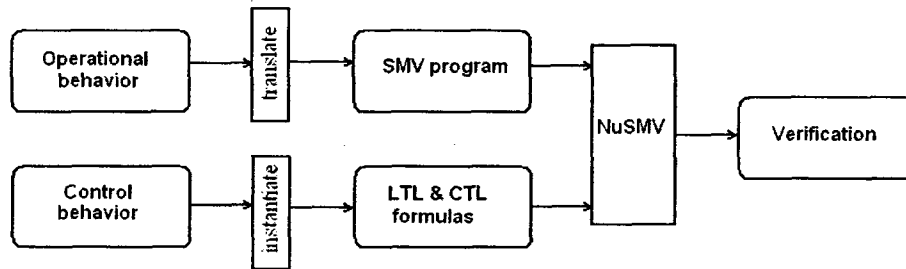 Operational
behavior
translate
SMV program
NuSMV
Verification
Control
behavior
instantiate
LTL & CTL
formulas